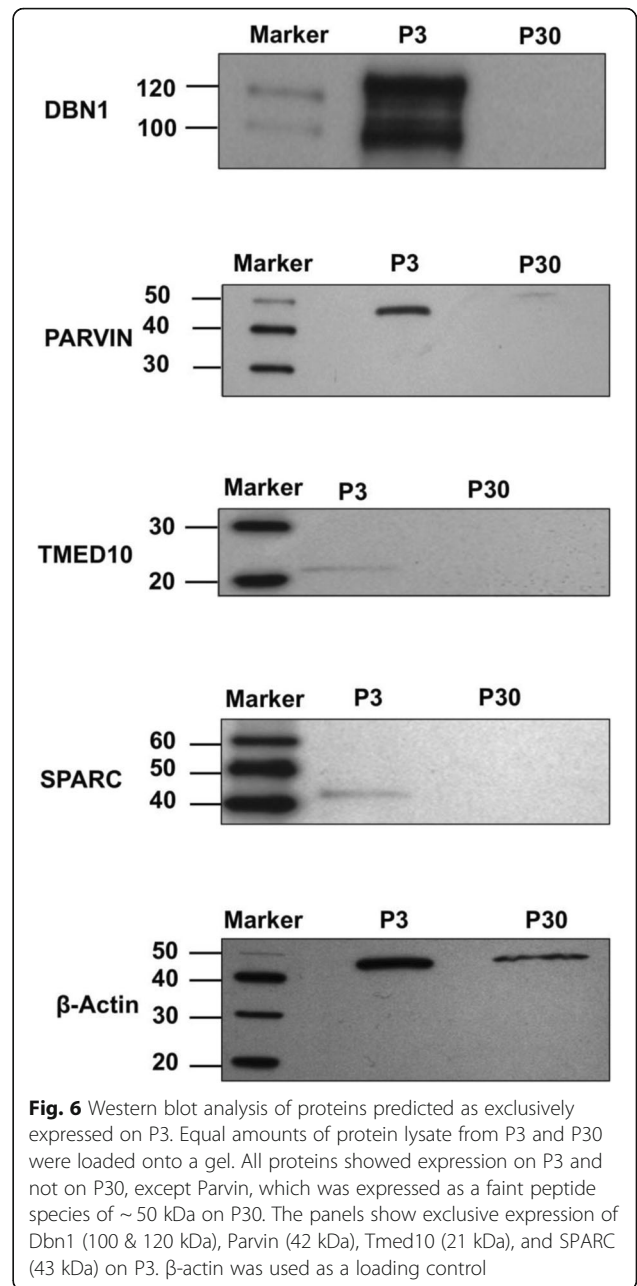 Marker P3 P30
120
DBN1
100
Marker P3 P30
50
40
PARVIN
30
Marker P3 P30
30
TMED10
20
Marker P3 P30
60
50
SPARC
40
Marker P3 P30
50
40
β-Actin
30
20
Fig. 6 Western blot analysis of proteins predicted as exclusively
expressed on P3. Equal amounts of protein lysate from P3 and P30
were loaded onto a gel. All proteins showed expression on P3 and
not on P30, except Parvin, which was expressed as a faint peptide
species of ~ 50 kDa on P30. The panels show exclusive expression of
Dbn1 (100 & 120 kDa), Parvin (42 kDa), Tmed10 (21 kDa), and SPARC
(43 kDa) on P3. β-actin was used as a loading control